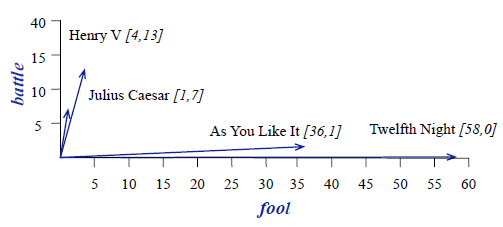 40
Henry V [4,13]
15
battle
10
Julius Caesar [1,7]
5
As You Like It [36,1]
Twelfth Night [58,0]
5 10 15 20 25 30 35 40 45 50 55 60
fool